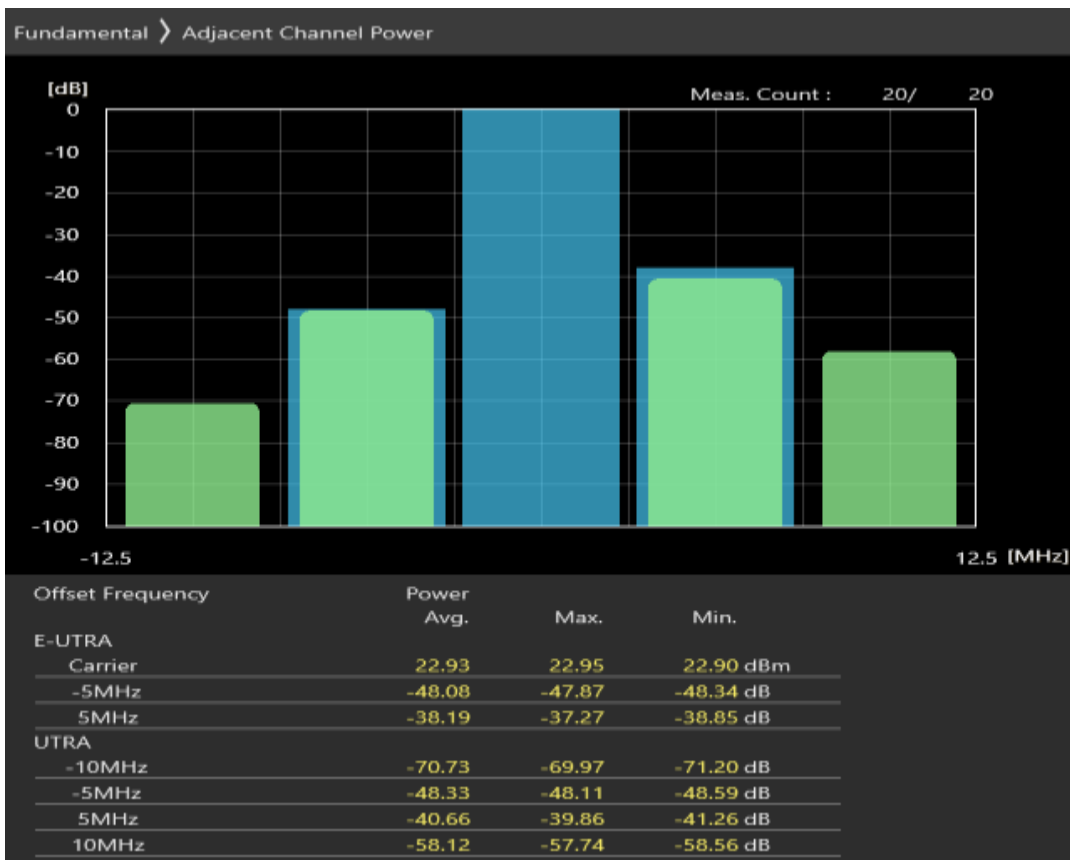 Fundamental ❯ Adjacent Channel Power
[dB]
Meas. Count : 20/ 20
0
-10
-20
-30
-40
-50
-60
-70
-80
-90
-100
-12.5 12.5 [MHz]
Offset Frequency Power
Avg. Max. Min.
E-UTRA
Carrier 22.93 22.95 22.90 dBm
-5MHz -48.08 -47.87 -48.34 dB
5MHz -38.19 -37.27 -38.85 dB
UTRA
-10MHz -70.73 -69.97 -71.20 dB
-5MHz -48.33 -48.11 -48.59 dB
5MHz -40.66 -39.86 -41.26 dB
10MHz -58.12 -57.74 -58.56 dB